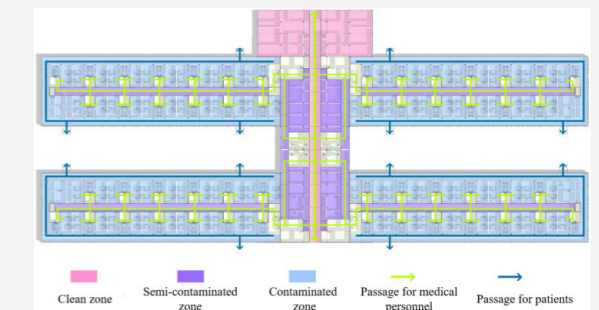 Clean zone
Semi-contaminated
zone
Contaminated
zone
Passage for medical
personnel
Passage for patients